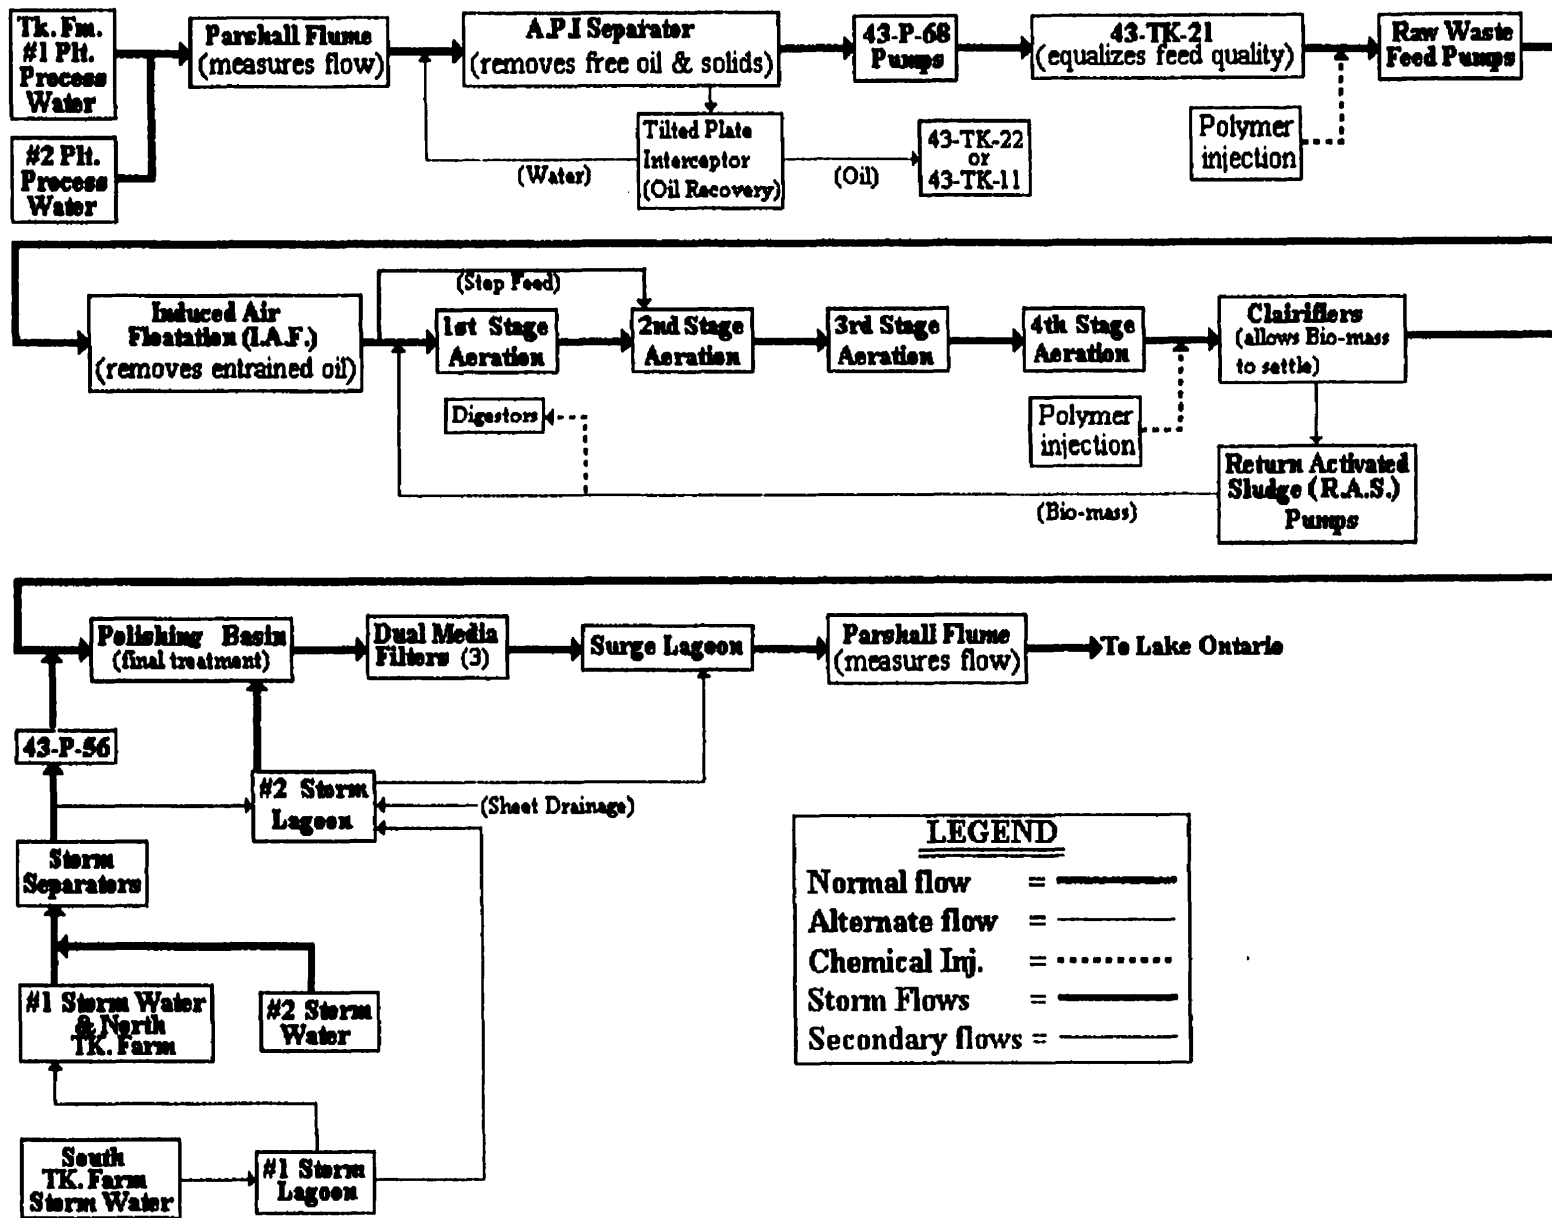 Tk. Fm.
#1 Plt.
Process
Water
#2 Plt.
Process
Water
Parshall Flume
(measures flow)
A.P.I Separator
(removes free oil & solids)
43-P-68
Pumps
43-TK-21
(equalizes feed quality)
Raw Waste
Feed Pumps
Polymer
injection
Tilted Plate
Interceptor
(Oil Recovery)
(Water)
(Oil)
43-TK-22
or
43-TK-11
Induced Air
Floatation (I.A.F.)
(removes entrained oil)
(Step Feed)
1st Stage
Aeration
2nd Stage
Aeration
3rd Stage
Aeration
4th Stage
Aeration
Clairifiers
(allows Bio-mass
to settle)
Digestors
Polymer
injection
Return Activated
Sludge (R.A.S.)
Pumps
(Bio-mass)
Polishing Basin
(final treatment)
Dual Media
Filters (3)
Surge Lagoon
Parshall Flume
(measures flow)
To Lake Ontario
43-P-56
#2 Storm
Lagoon
(Sheet Drainage)
Storm
Separators
#1 Storm Water
& North
TK. Farm
#2 Storm
Water
South
TK. Farm
Storm Water
#1 Storm
Lagoon
LEGEND
Normal flow =
Alternate flow =
Chemical Inj. =
Storm Flows =
Secondary flows =